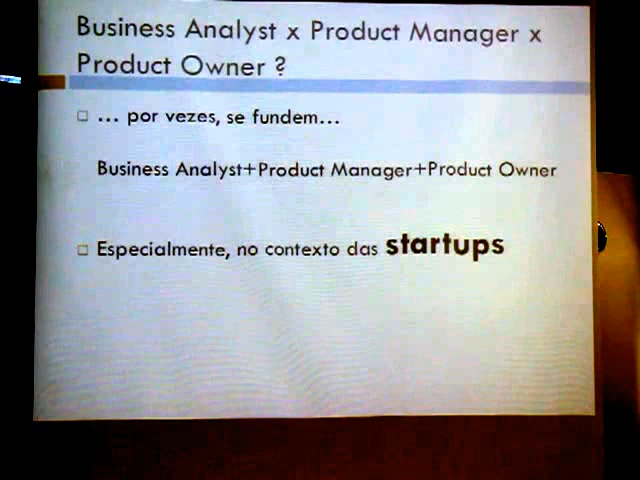 Business Analyst x Product Manager x
Product Owner ?
... por vezes, se fundem...
Business Analyst+Product Manager+Product Owner
Especialmente, no contexto das startups